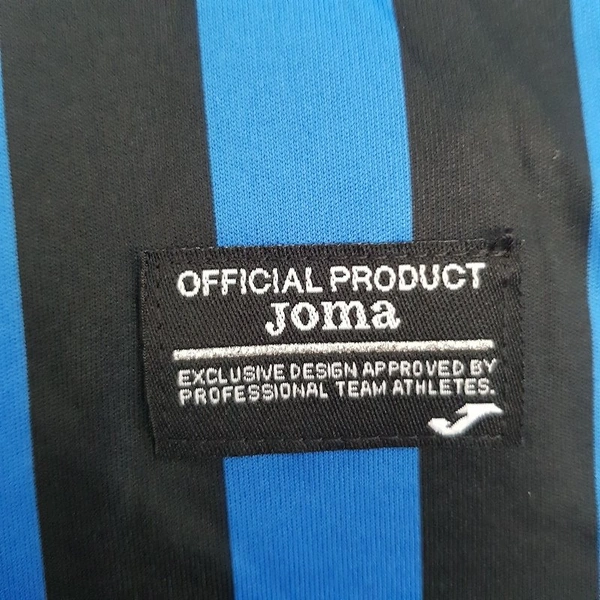 OFFICIAL PRODUCT
Joma
EXCLUSIVE DESIGN APPROVED BY
PROFESSIONAL TEAM ATHLETES.